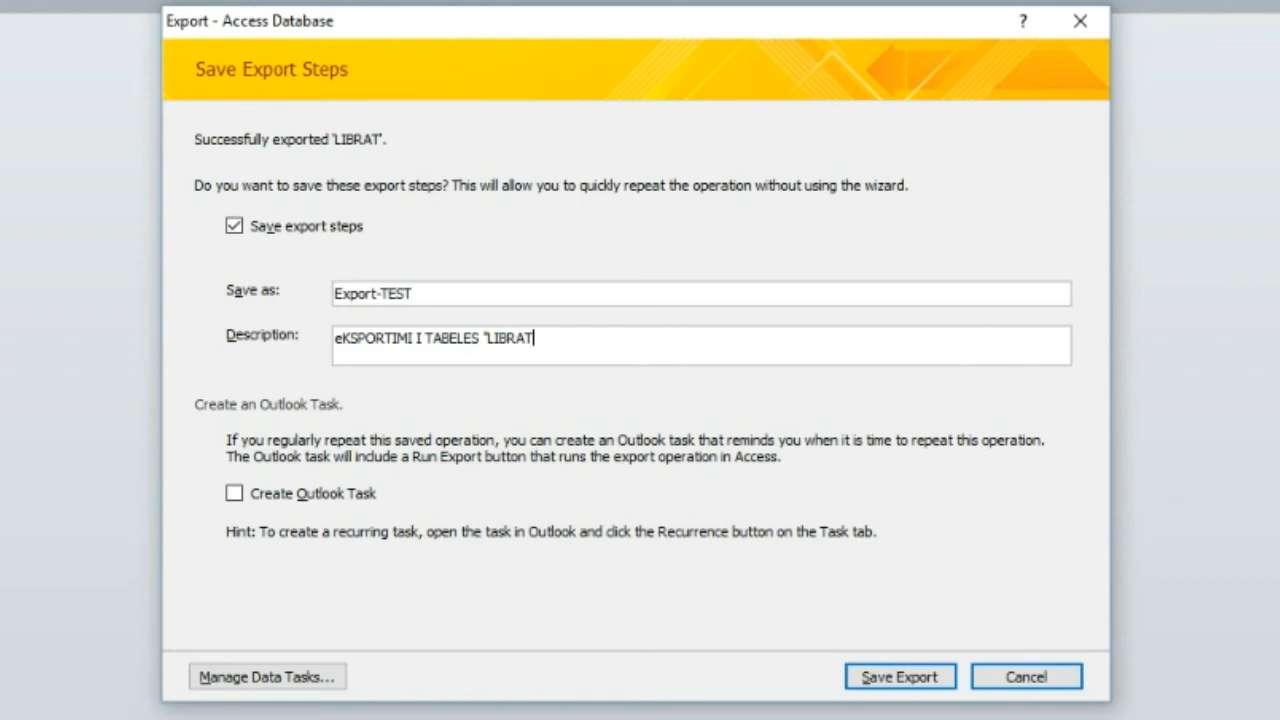 Export - Access Database
?
Save Export Steps
Successfully exported 'LIBRAT'.
Do you want to save these export steps? This will allow you to quickly repeat the operation without using the wizard.
Save export steps
Save as:
Export-TEST
Description:
eKSPORTIMI I TABELES "LIBRAT
Create an Outlook Task.
If you regularly repeat this saved operation, you can create an Outlook task that reminds you when it is time to repeat this operation.
The Outlook task will include a Run Export button that runs the export operation in Access.
Create Outlook Task
Hint: To create a recurring task, open the task in Outlook and click the Recurrence button on the Task tab.
Manage Data Tasks...
Save Export
Cancel